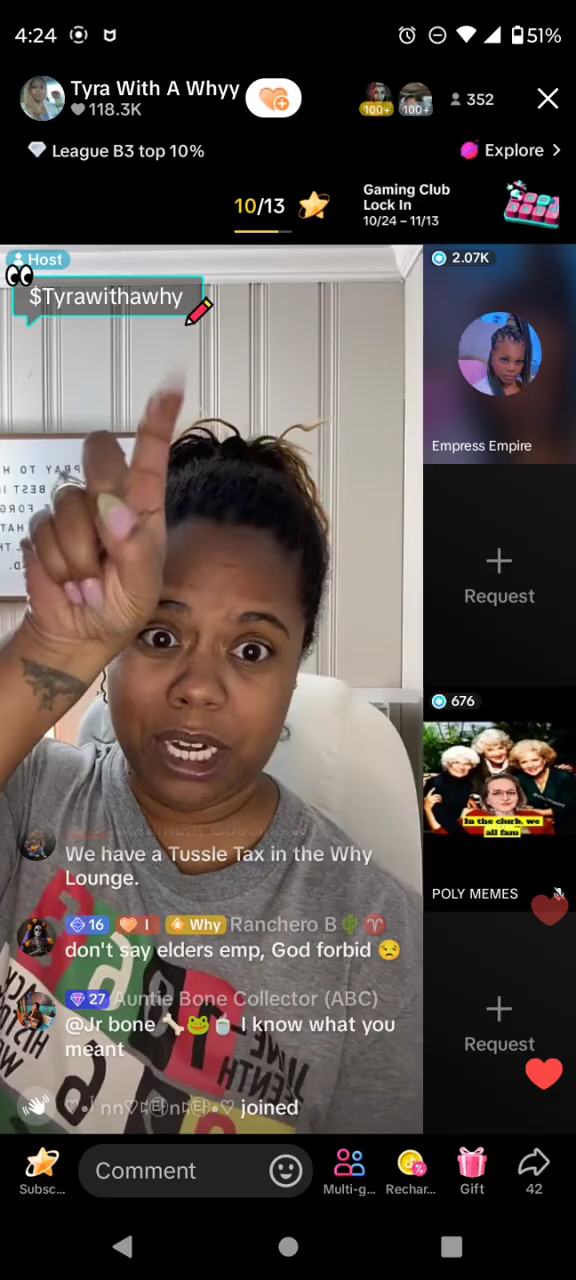 4:24
51%
Tyra With A Whyy
118.3K
100+
100+
352
League B3 top 10%
Explore >
10/13
Gaming Club
Lock In
10/24 – 11/13
Host
$Tyrawithawhy
2.07K
Empress Empire
+
Request
676
In the clurb, we
all fam
POLY MEMES
We have a Tussle Tax in the Why
Lounge.
16 I Why Ranchero B🌵♈
don't say elders emp, God forbid 😒
27 Auntie Bone Collector (ABC)
@Jr bone 🦴🐸🍵 I know what you
meant
joined
+
Request
Subsc...
Comment
Multi-g...
Rechar...
Gift
42